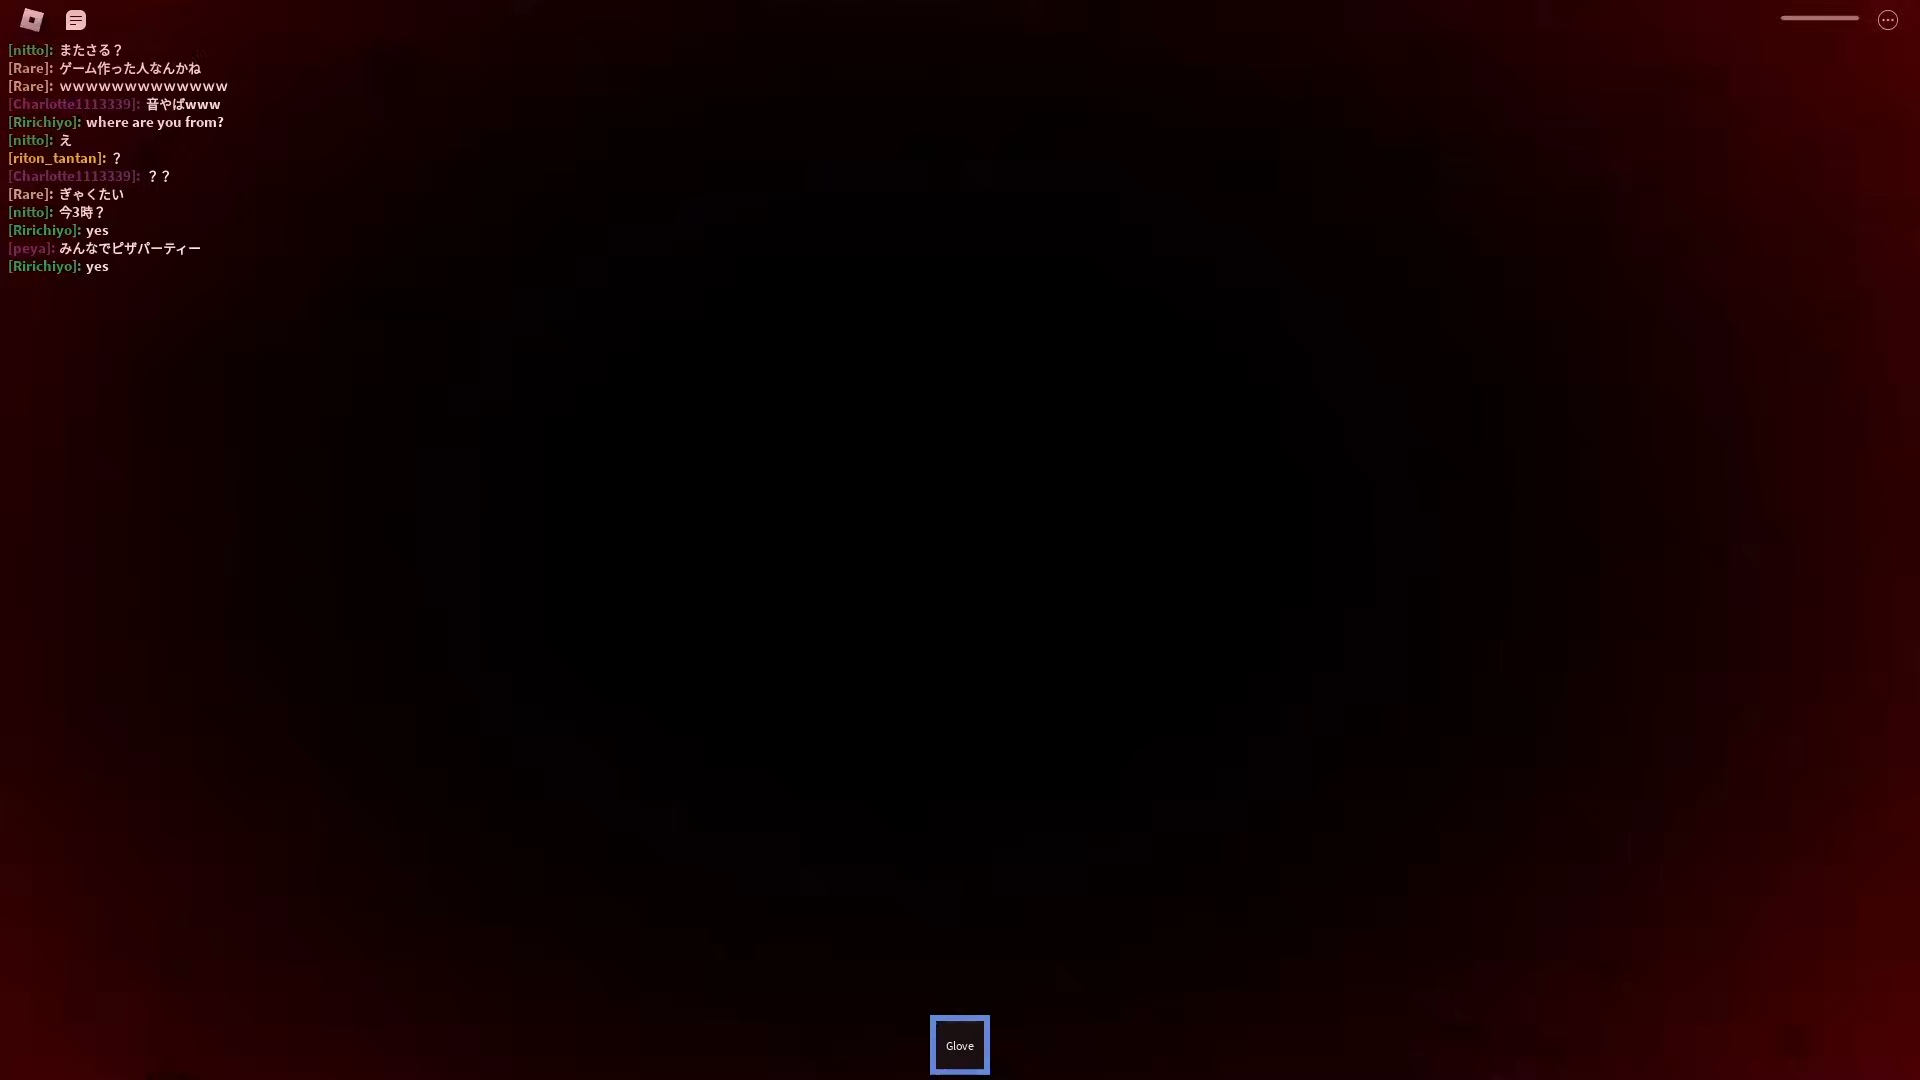 [nitto]: またさる？
[Rare]: ゲーム作った人なんかね
[Rare]: wwwwwwwwwwwww
[Charlotte1113339]: 音やばwww
[Ririchiyo]: where are you from?
[nitto]: え
[riton_tantan]: ？
[Charlotte1113339]: ？？
[Rare]: ぎゃくたい
[nitto]: 今3時？
[Ririchiyo]: yes
[peya]: みんなでピザパーティー
[Ririchiyo]: yes
Glove